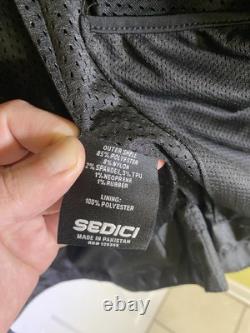 OUTER SHELL
85% POLYESTER
8% NYLON
2% SPANDEX, 3% TPU
1% NEOPRENE
1% RUBBER
LINING:
100% POLYESTER
SEDICI
MADE IN PAKISTAN
ebay